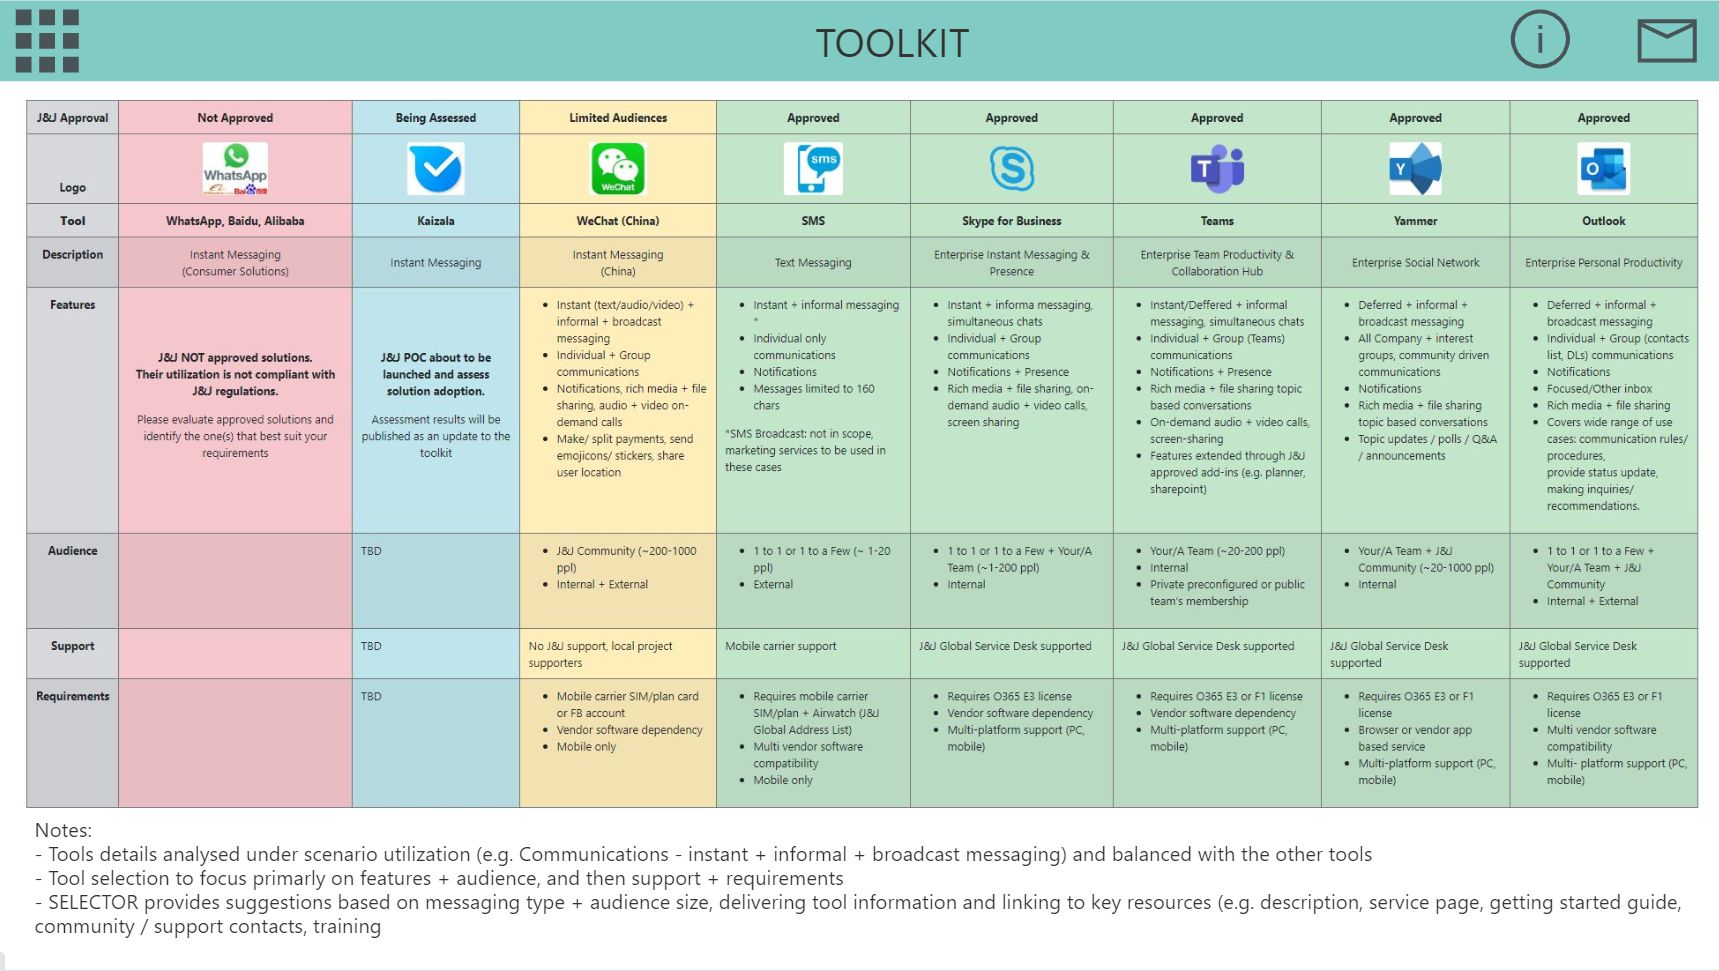 TOOLKIT
i
J&J Approval
Not Approved
Being Assessed
Limited Audiences
Approved
Approved
Approved
Approved
Approved
Logo
WhatsApp
Bai 百度
WeChat
sms
S
T
Y
O
Tool
WhatsApp, Baidu, Alibaba
Kaizala
WeChat (China)
SMS
Skype for Business
Teams
Yammer
Outlook
Description
Instant Messaging
(Consumer Solutions)
Instant Messaging
Instant Messaging
(China)
Text Messaging
Enterprise Instant Messaging &
Presence
Enterprise Team Productivity &
Collaboration Hub
Enterprise Social Network
Enterprise Personal Productivity
Features
J&J NOT approved solutions.
Their utilization is not compliant with
J&J regulations.
Please evaluate approved solutions and
identify the one(s) that best suit your
requirements
J&J POC about to be
launched and assess
solution adoption.
Assessment results will be
published as an update to the
toolkit
• Instant (text/audio/video) +
informal + broadcast
messaging
• Individual + Group
communications
• Notifications, rich media + file
sharing, audio + video on-
demand calls
• Make/ split payments, send
emojicons/ stickers, share
user location
• Instant + informal messaging
*
• Individual only
communications
• Notifications
• Messages limited to 160
chars
*SMS Broadcast: not in scope,
marketing services to be used in
these cases
• Instant + informa messaging,
simultaneous chats
• Individual + Group
communications
• Notifications + Presence
• Rich media + file sharing, on-
demand audio + video calls,
screen sharing
• Instant/Deffered + informal
messaging, simultaneous chats
• Individual + Group (Teams)
communications
• Notifications + Presence
• Rich media + file sharing topic
based conversations
• On-demand audio + video calls,
screen-sharing
• Features extended through J&J
approved add-ins (e.g. planner,
sharepoint)
• Deferred + informal +
broadcast messaging
• All Company + interest
groups, community driven
communications
• Notifications
• Rich media + file sharing
topic based conversations
• Topic updates / polls / Q&A
/ announcements
• Deferred + informal +
broadcast messaging
• Individual + Group (contacts
list, DLs) communications
• Notifications
• Focused/Other inbox
• Rich media + file sharing
• Covers wide range of use
cases: communication rules/
procedures,
provide status update,
making inquiries/
recommendations.
Audience
TBD
• J&J Community (~200-1000
ppl)
• Internal + External
• 1 to 1 or 1 to a Few (~ 1-20
ppl)
• External
• 1 to 1 or 1 to a Few + Your/A
Team (~1-200 ppl)
• Internal
• Your/A Team (~20-200 ppl)
• Internal
• Private preconfigured or public
team's membership
• Your/A Team + J&J
Community (~20-1000 ppl)
• Internal
• 1 to 1 or 1 to a Few +
Your/A Team + J&J
Community
• Internal + External
Support
TBD
No J&J support, local project
supporters
Mobile carrier support
J&J Global Service Desk supported
J&J Global Service Desk supported
J&J Global Service Desk
supported
J&J Global Service Desk
supported
Requirements
TBD
• Mobile carrier SIM/plan card
or FB account
• Vendor software dependency
• Mobile only
• Requires mobile carrier
SIM/plan + Airwatch (J&J
Global Address List)
• Multi vendor software
compatibility
• Mobile only
• Requires O365 E3 license
• Vendor software dependency
• Multi-platform support (PC,
mobile)
• Requires O365 E3 or F1 license
• Vendor software dependency
• Multi-platform support (PC,
mobile)
• Requires O365 E3 or F1
license
• Browser or vendor app
based service
• Multi-platform support (PC,
mobile)
• Requires O365 E3 or F1
license
• Multi vendor software
compatibility
• Multi- platform support (PC,
mobile)
Notes:
- Tools details analysed under scenario utilization (e.g. Communications - instant + informal + broadcast messaging) and balanced with the other tools
- Tool selection to focus primarly on features + audience, and then support + requirements
- SELECTOR provides suggestions based on messaging type + audience size, delivering tool information and linking to key resources (e.g. description, service page, getting started guide,
community / support contacts, training